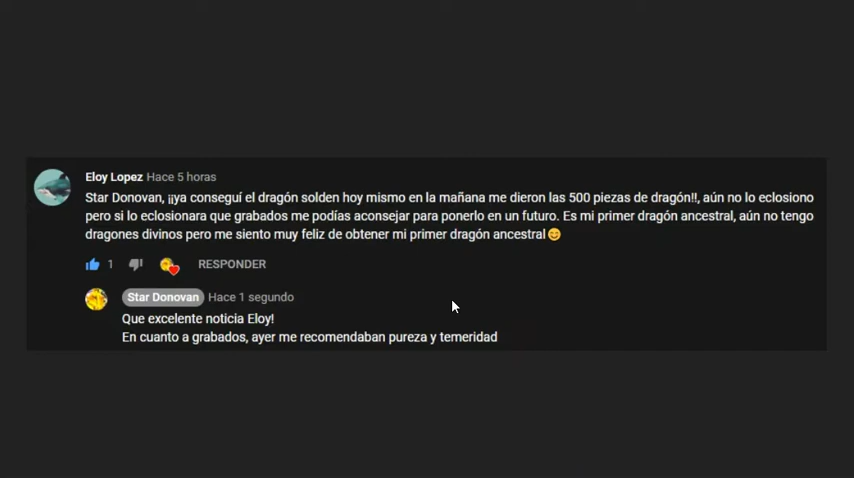 Eloy Lopez Hace 5 horas
Star Donovan, ¡¡ya conseguí el dragón solden hoy mismo en la mañana me dieron las 500 piezas de dragón!!, aún no lo eclosiono
pero si lo eclosionara que grabados me podías aconsejar para ponerlo en un futuro. Es mi primer dragón ancestral, aún no tengo
dragones divinos pero me siento muy feliz de obtener mi primer dragón ancestral😊
1 RESPONDER
Star Donovan Hace 1 segundo
Que excelente noticia Eloy!
En cuanto a grabados, ayer me recomendaban pureza y temeridad